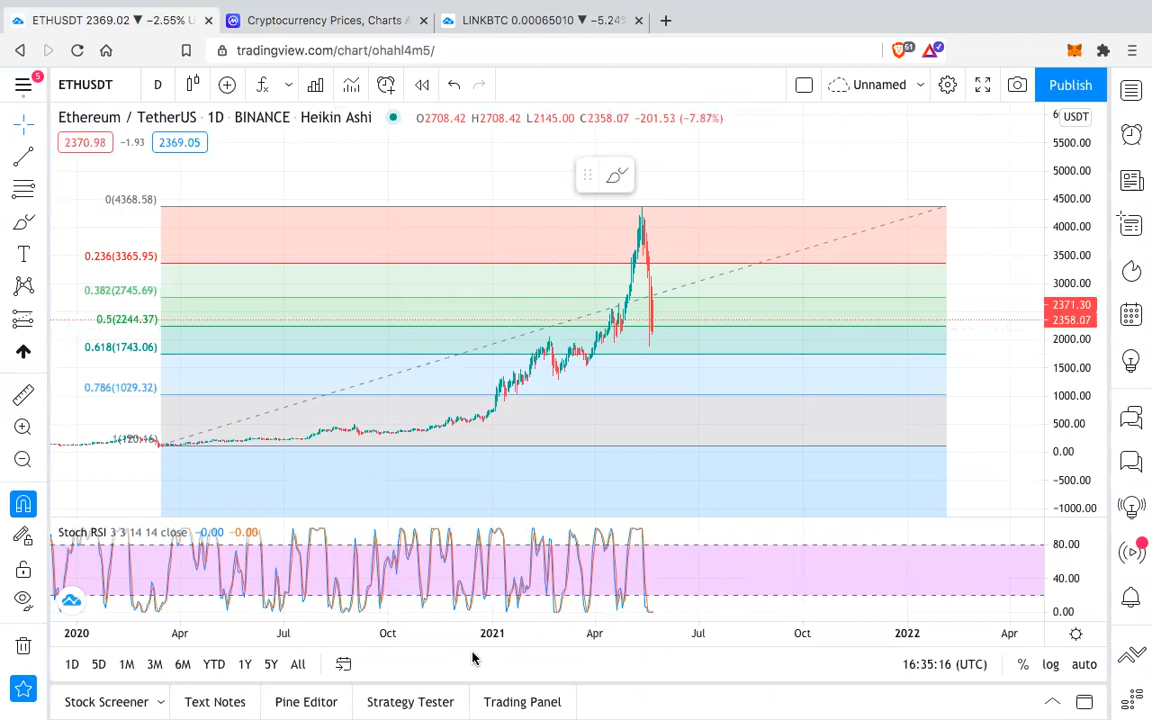 ETHUSDT 2369.02 ▼ −2.55% U
Cryptocurrency Prices, Charts A
LINKBTC 0.00065010 ▼ −5.24%
tradingview.com/chart/ohahl4m5/
51
5
ETHUSDT
D
Unnamed
Publish
Ethereum / TetherUS · 1D · BINANCE · Heikin Ashi
O2708.42 H2708.42 L2145.00 C2358.07 −201.53 (−7.87%)
USDT
2370.98
−1.93
2369.05
5500.00
5000.00
4500.00
4000.00
3500.00
3000.00
2371.30
2358.07
2000.00
1500.00
1000.00
500.00
0.00
−500.00
−1000.00
0(4368.58)
0.236(3365.95)
0.382(2745.69)
0.5(2244.37)
0.618(1743.06)
0.786(1029.32)
1(120.16)
Stoch RSI 3 3 14 14 close −0.00 −0.00
80.00
40.00
0.00
2020
Apr
Jul
Oct
2021
Apr
Jul
Oct
2022
Apr
1D
5D
1M
3M
6M
YTD
1Y
5Y
All
16:35:16 (UTC)
%
log
auto
Stock Screener
Text Notes
Pine Editor
Strategy Tester
Trading Panel